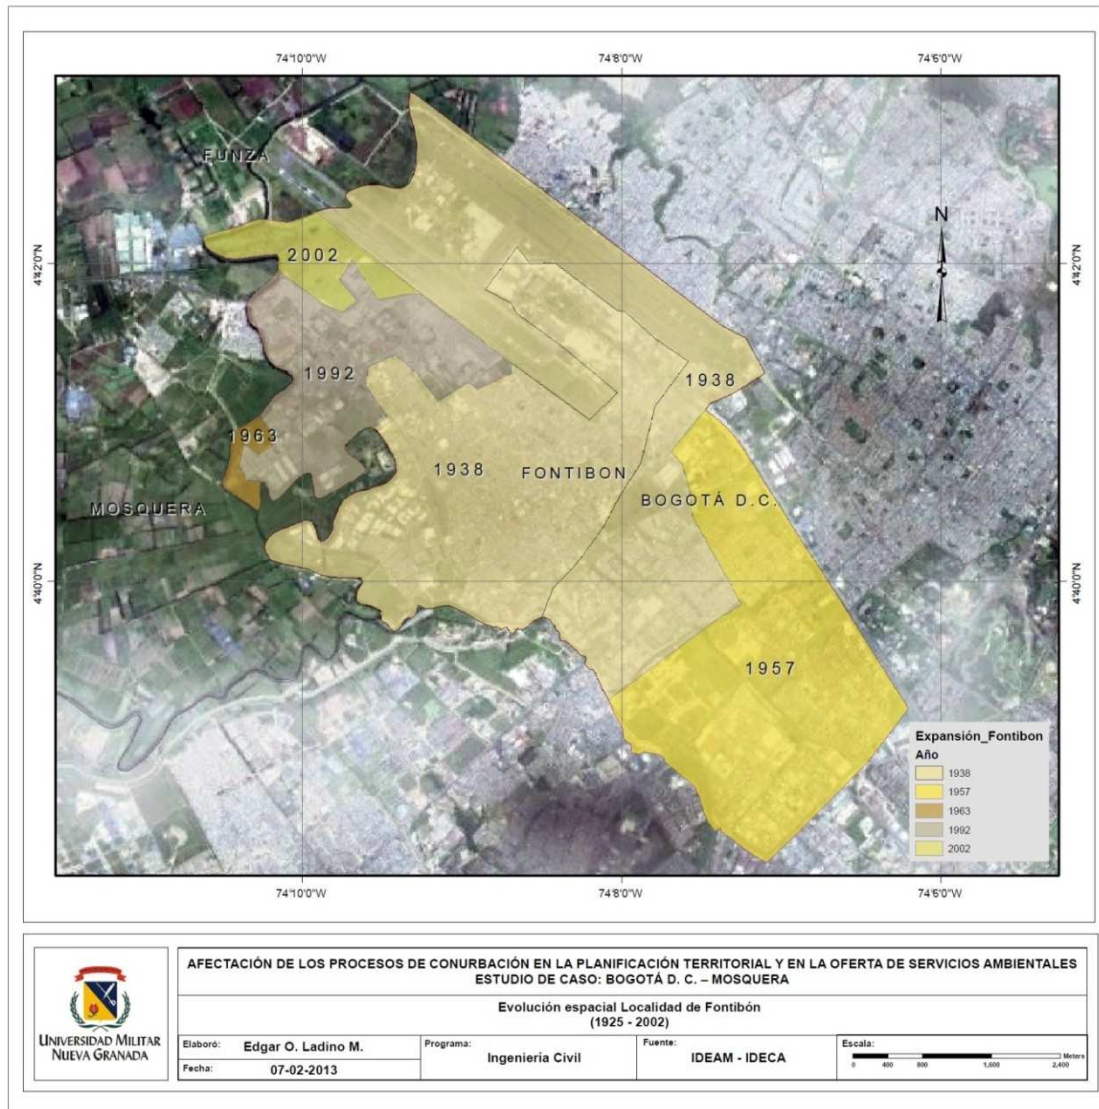 74°10'0"W 74°8'0"W 74°6'0"W
FUNZA
N
2002
4°42'0"N 4°42'0"N
1992
1938
1963
1938 FONTIBON
BOGOTÁ D.C.
MOSQUERA
4°40'0"N 4°40'0"N
1957
Expansión_Fontibon
Año
1938
1957
1963
1992
2002
74°10'0"W 74°8'0"W 74°6'0"W
UNIVERSIDAD MILITAR
NUEVA GRANADA
AFECTACIÓN DE LOS PROCESOS DE CONURBACIÓN EN LA PLANIFICACIÓN TERRITORIAL Y EN LA OFERTA DE SERVICIOS AMBIENTALES
ESTUDIO DE CASO: BOGOTÁ D. C. – MOSQUERA
Evolución espacial Localidad de Fontibón
(1925 - 2002)
Elaboró: Edgar O. Ladino M.
Fecha: 07-02-2013
Programa:
Ingeniería Civil
Fuente:
IDEAM - IDECA
Escala:
Meters
0 400 800 1,600 2,400